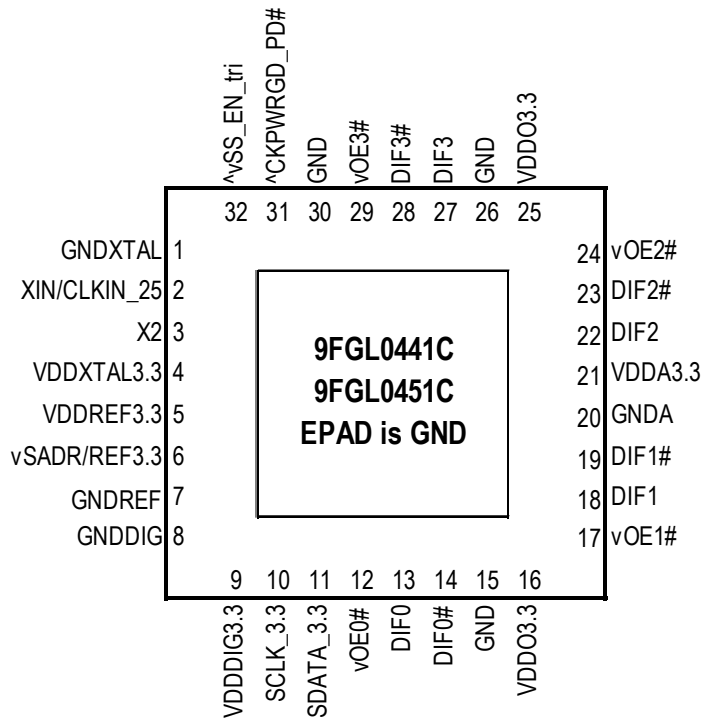 ^vSS_EN_tri
^CKPWRGD_PD#
GND
vOE3#
DIF3#
DIF3
GND
VDDO3.3
32 31 30 29 28 27 26 25
GNDXTAL 1
XIN/CLKIN_25 2
X2 3
VDDXTAL3.3 4
VDDREF3.3 5
vSADR/REF3.3 6
GNDREF 7
GNDDIG 8
9FGL0441C
9FGL0451C
EPAD is GND
24 vOE2#
23 DIF2#
22 DIF2
21 VDDA3.3
20 GNDA
19 DIF1#
18 DIF1
17 vOE1#
9 10 11 12 13 14 15 16
VDDDIG3.3
SCLK_3.3
SDATA_3.3
vOE0#
DIF0
DIF0#
GND
VDDO3.3